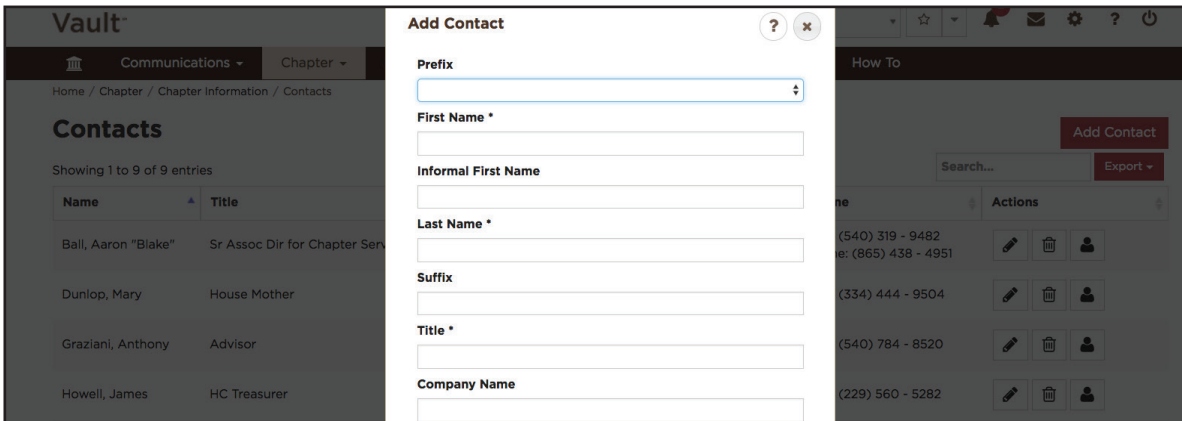 Vault
Communications
Chapter
How To
Home / Chapter / Chapter Information / Contacts
Contacts
Add Contact
Showing 1 to 9 of 9 entries
Search...
Export
Name
Title
Actions
Ball, Aaron "Blake"
Sr Assoc Dir for Chapter
(540) 319 - 9482
(865) 438 - 4951
Dunlop, Mary
House Mother
(334) 444 - 9504
Graziani, Anthony
Advisor
(540) 784 - 8520
Howell, James
HC Treasurer
(229) 560 - 5282
Add Contact
?
Prefix
First Name *
Informal First Name
Last Name *
Suffix
Title *
Company Name